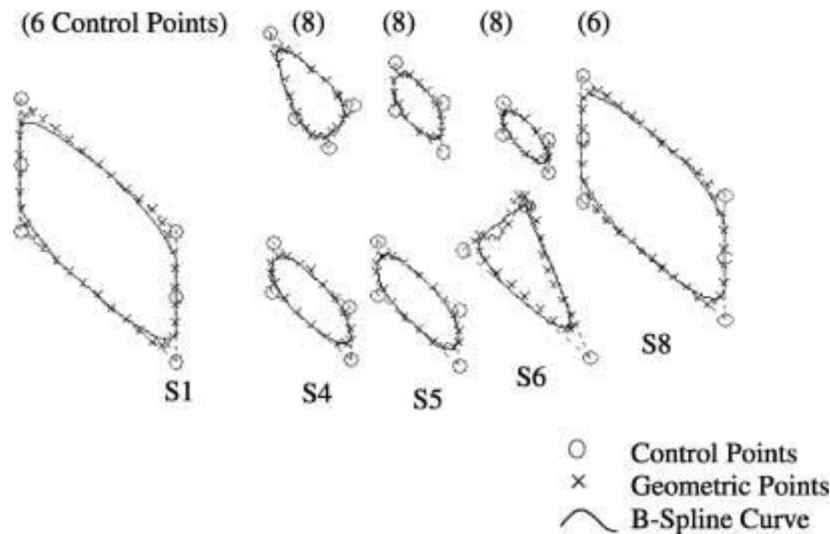 (6 Control Points) (8) (8) (8) (6)
S1 S4 S5 S6 S8
Control Points
Geometric Points
B-Spline Curve